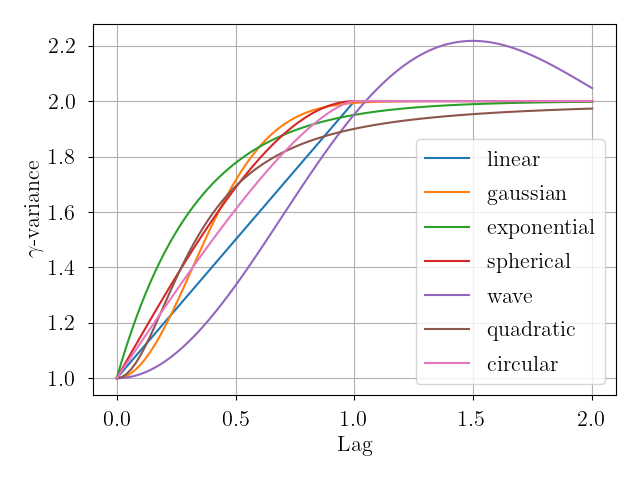 2.2
2.0
1.8
1.6
1.4
1.2
1.0
γ-variance
linear
gaussian
exponential
spherical
wave
quadratic
circular
0.0 0.5 1.0 1.5 2.0
Lag